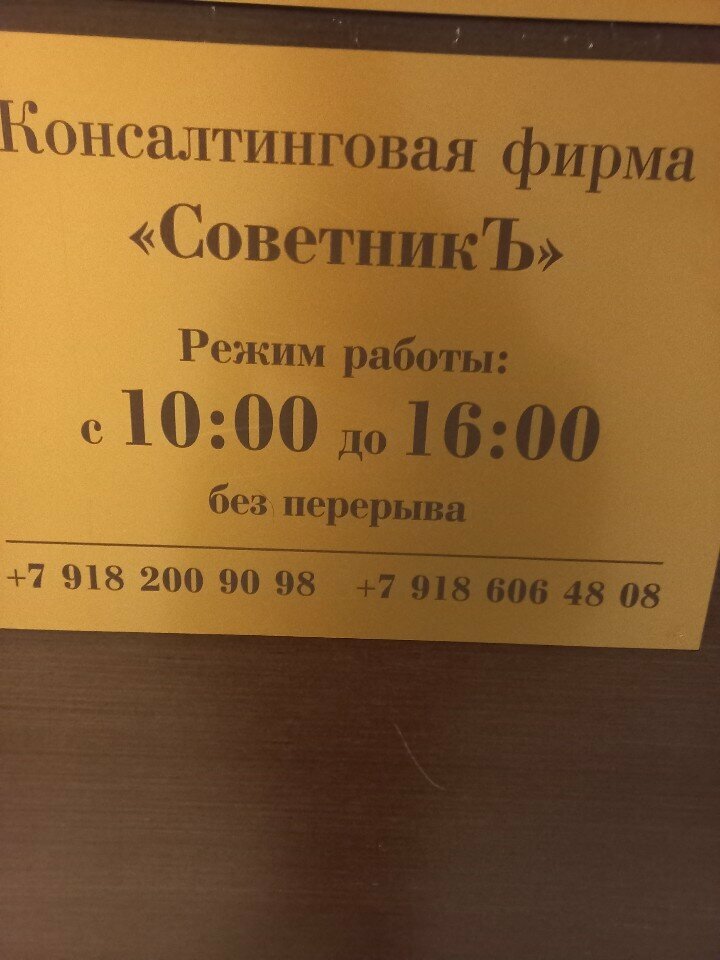 Консалтинговая фирма
«СоветникЪ»
Режим работы:
с 10:00 до 16:00
без перерыва
+7 918 200 90 98 +7 918 606 48 08